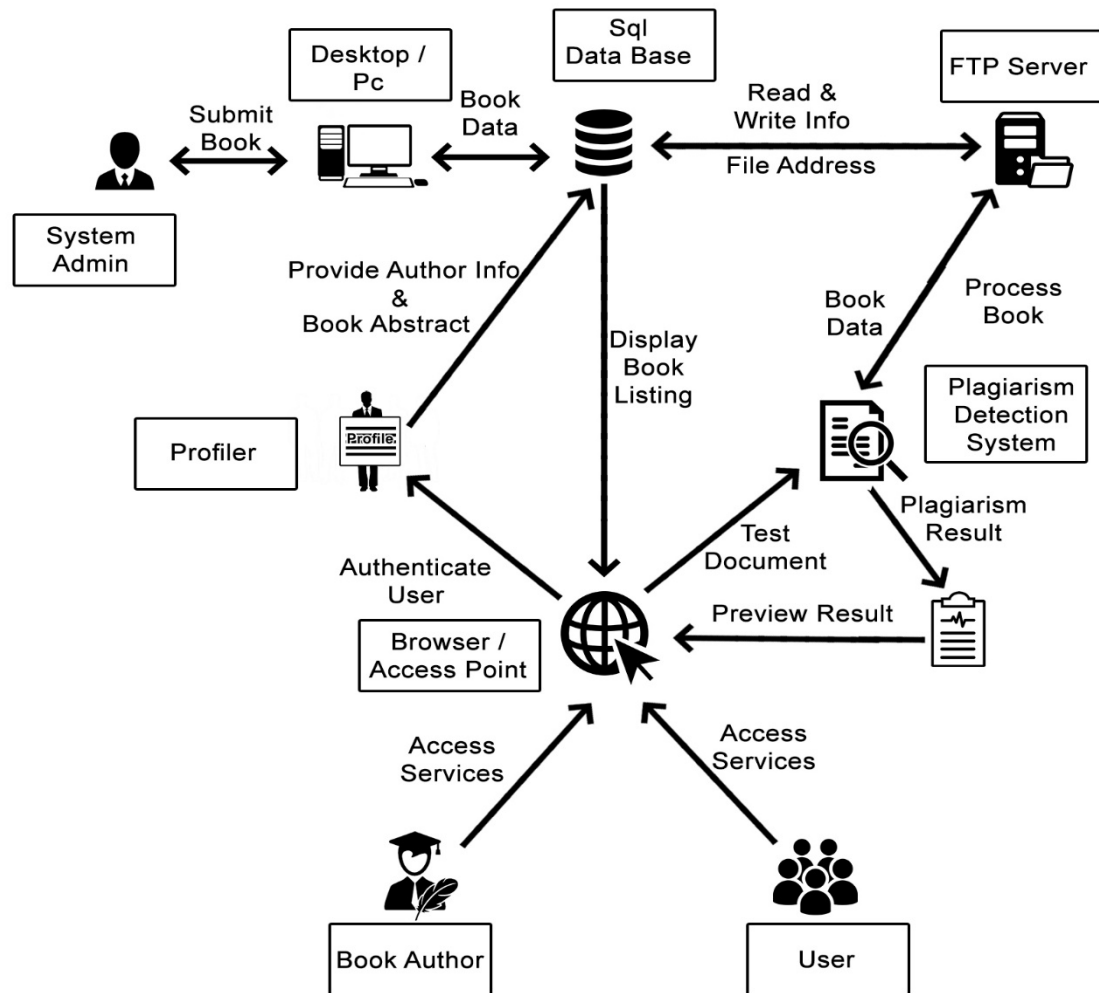 Sql
Data Base
Desktop /
Pc
FTP Server
Submit
Book
Book
Data
Read &
Write Info
File Address
System
Admin
Provide Author Info
&
Book Abstract
Display
Book
Listing
Book
Data
Process
Book
Profiler
Profile
Plagiarism
Detection
System
Plagiarism
Result
Test
Document
Authenticate
User
Preview Result
Browser /
Access Point
Access
Services
Access
Services
Book Author
User